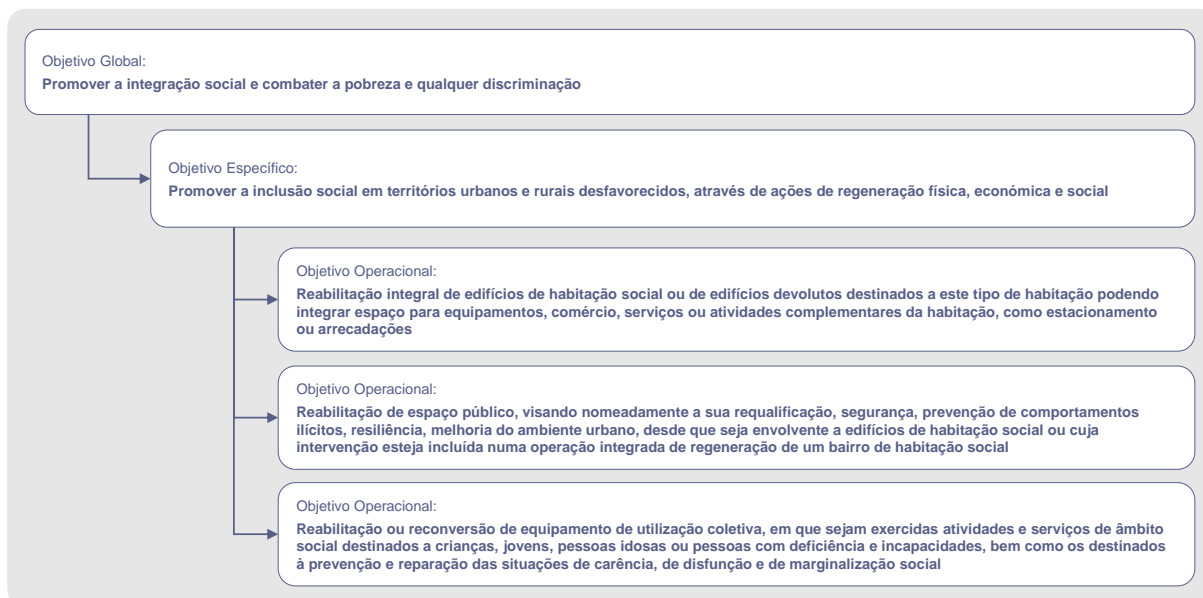 Objetivo Global:
Promover a integração social e combater a pobreza e qualquer discriminação
Objetivo Específico:
Promover a inclusão social em territórios urbanos e rurais desfavorecidos, através de ações de regeneração física, económica e social
Objetivo Operacional:
Reabilitação integral de edifícios de habitação social ou de edifícios devolutos destinados a este tipo de habitação podendo
integrar espaço para equipamentos, comércio, serviços ou atividades complementares da habitação, como estacionamento
ou arrecadações
Objetivo Operacional:
Reabilitação de espaço público, visando nomeadamente a sua requalificação, segurança, prevenção de comportamentos
ilícitos, resiliência, melhoria do ambiente urbano, desde que seja envolvente a edifícios de habitação social ou cuja
intervenção esteja incluída numa operação integrada de regeneração de um bairro de habitação social
Objetivo Operacional:
Reabilitação ou reconversão de equipamento de utilização coletiva, em que sejam exercidas atividades e serviços de âmbito
social destinados a crianças, jovens, pessoas idosas ou pessoas com deficiência e incapacidades, bem como os destinados
à prevenção e reparação das situações de carência, de disfunção e de marginalização social